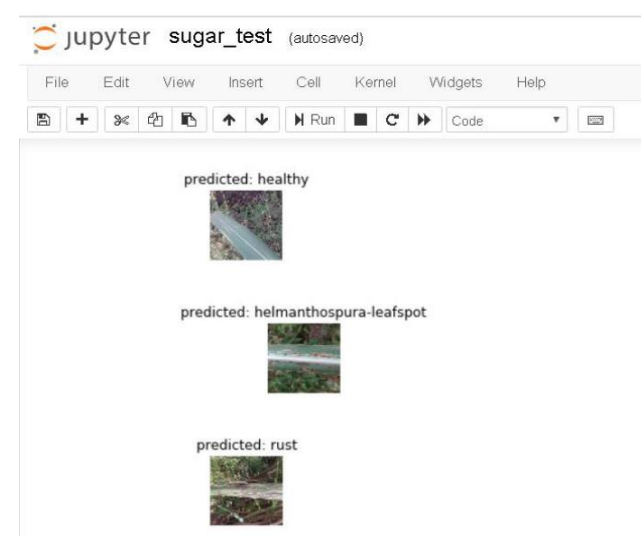 jupyter sugar_test (autosaved)
File Edit View Insert Cell Kernel Widgets Help
Run Code
predicted: healthy
predicted: helmanthospura-leafspot
predicted: rust